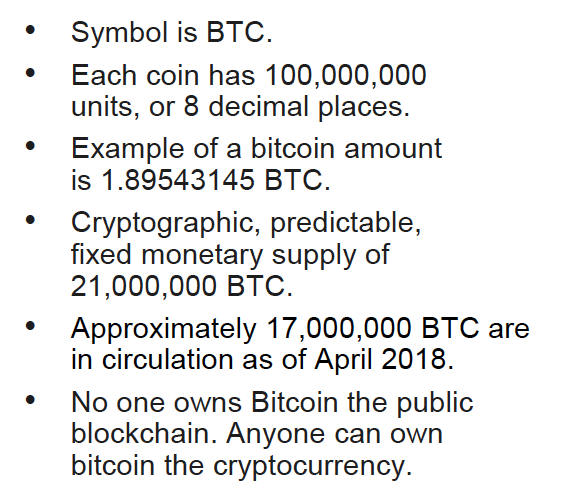 • Symbol is BTC.
• Each coin has 100,000,000
units, or 8 decimal places.
• Example of a bitcoin amount
is 1.89543145 BTC.
• Cryptographic, predictable,
fixed monetary supply of
21,000,000 BTC.
• Approximately 17,000,000 BTC are
in circulation as of April 2018.
• No one owns Bitcoin the public
blockchain. Anyone can own
bitcoin the cryptocurrency.